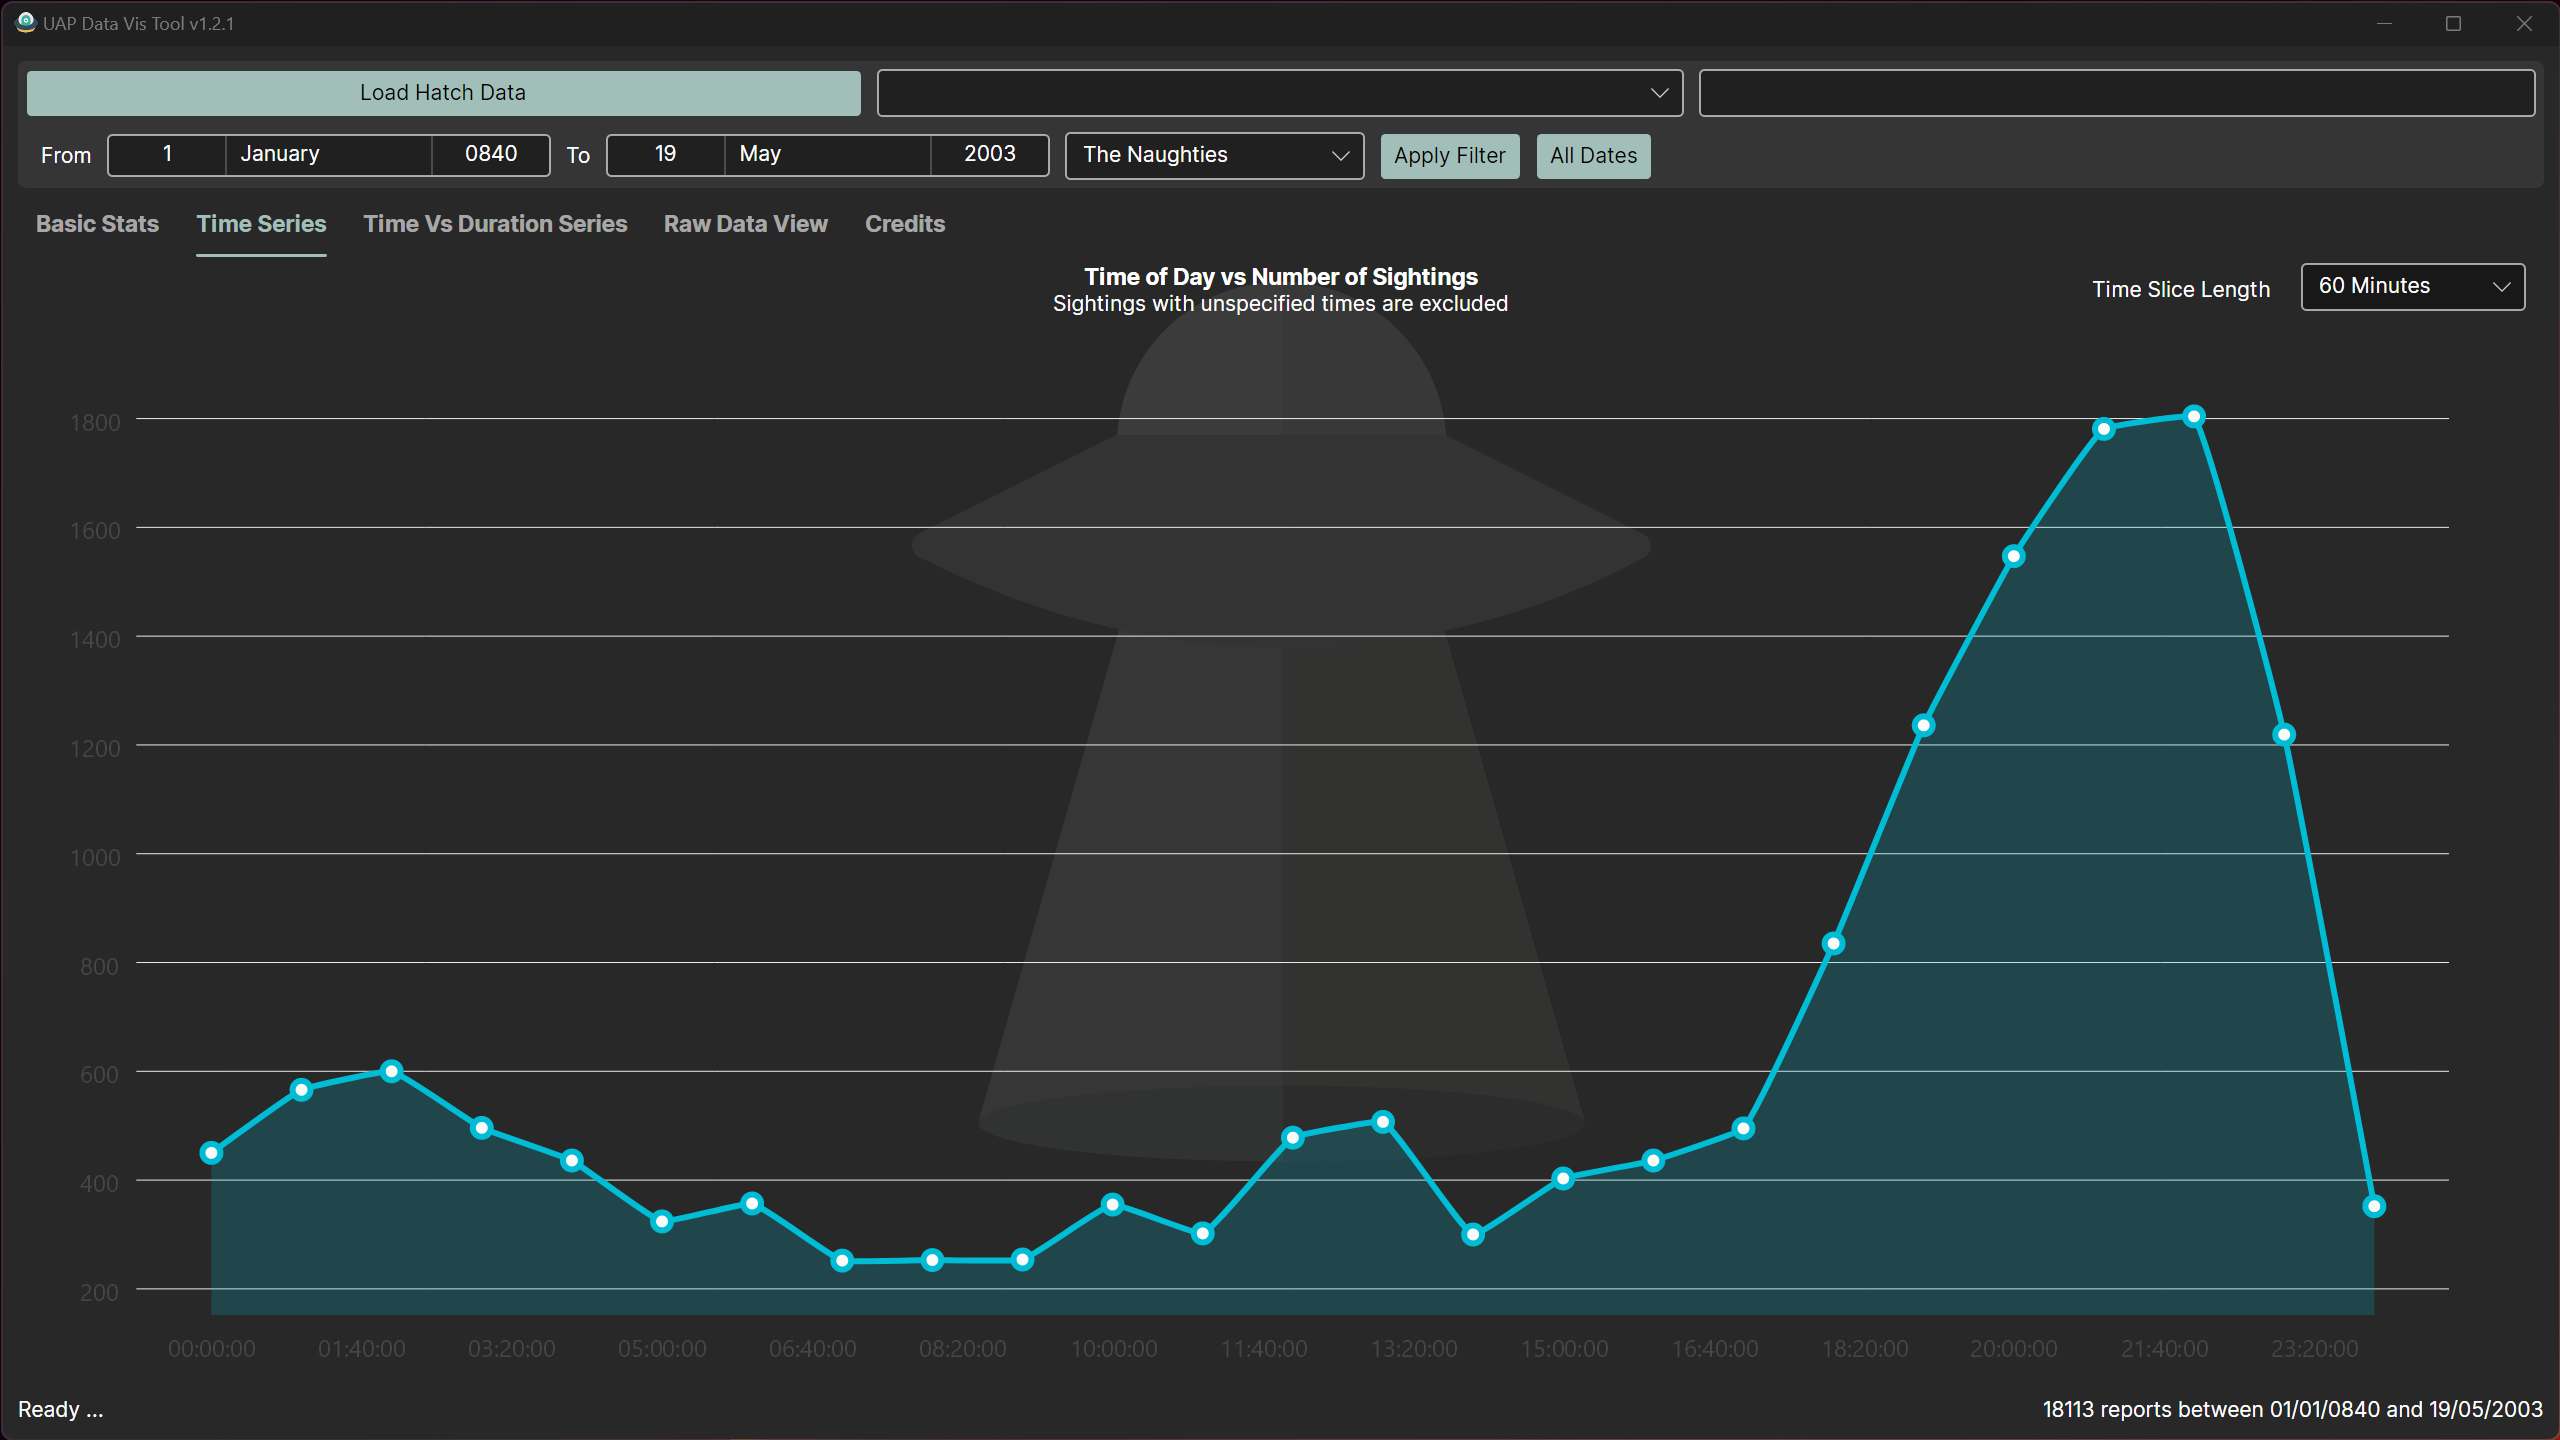 UAP Data Vis Tool v1.2.1
Load Hatch Data
From 1 January 0840 To 19 May 2003 The Naughties Apply Filter All Dates
Basic Stats Time Series Time Vs Duration Series Raw Data View Credits
Time of Day vs Number of Sightings
Sightings with unspecified times are excluded
Time Slice Length 60 Minutes
1800
1600
1400
1200
1000
800
600
400
200
00:00:00 01:40:00 03:20:00 05:00:00 06:40:00 08:20:00 10:00:00 11:40:00 13:20:00 15:00:00 16:40:00 18:20:00 20:00:00 21:40:00 23:20:00
Ready ... 18113 reports between 01/01/0840 and 19/05/2003